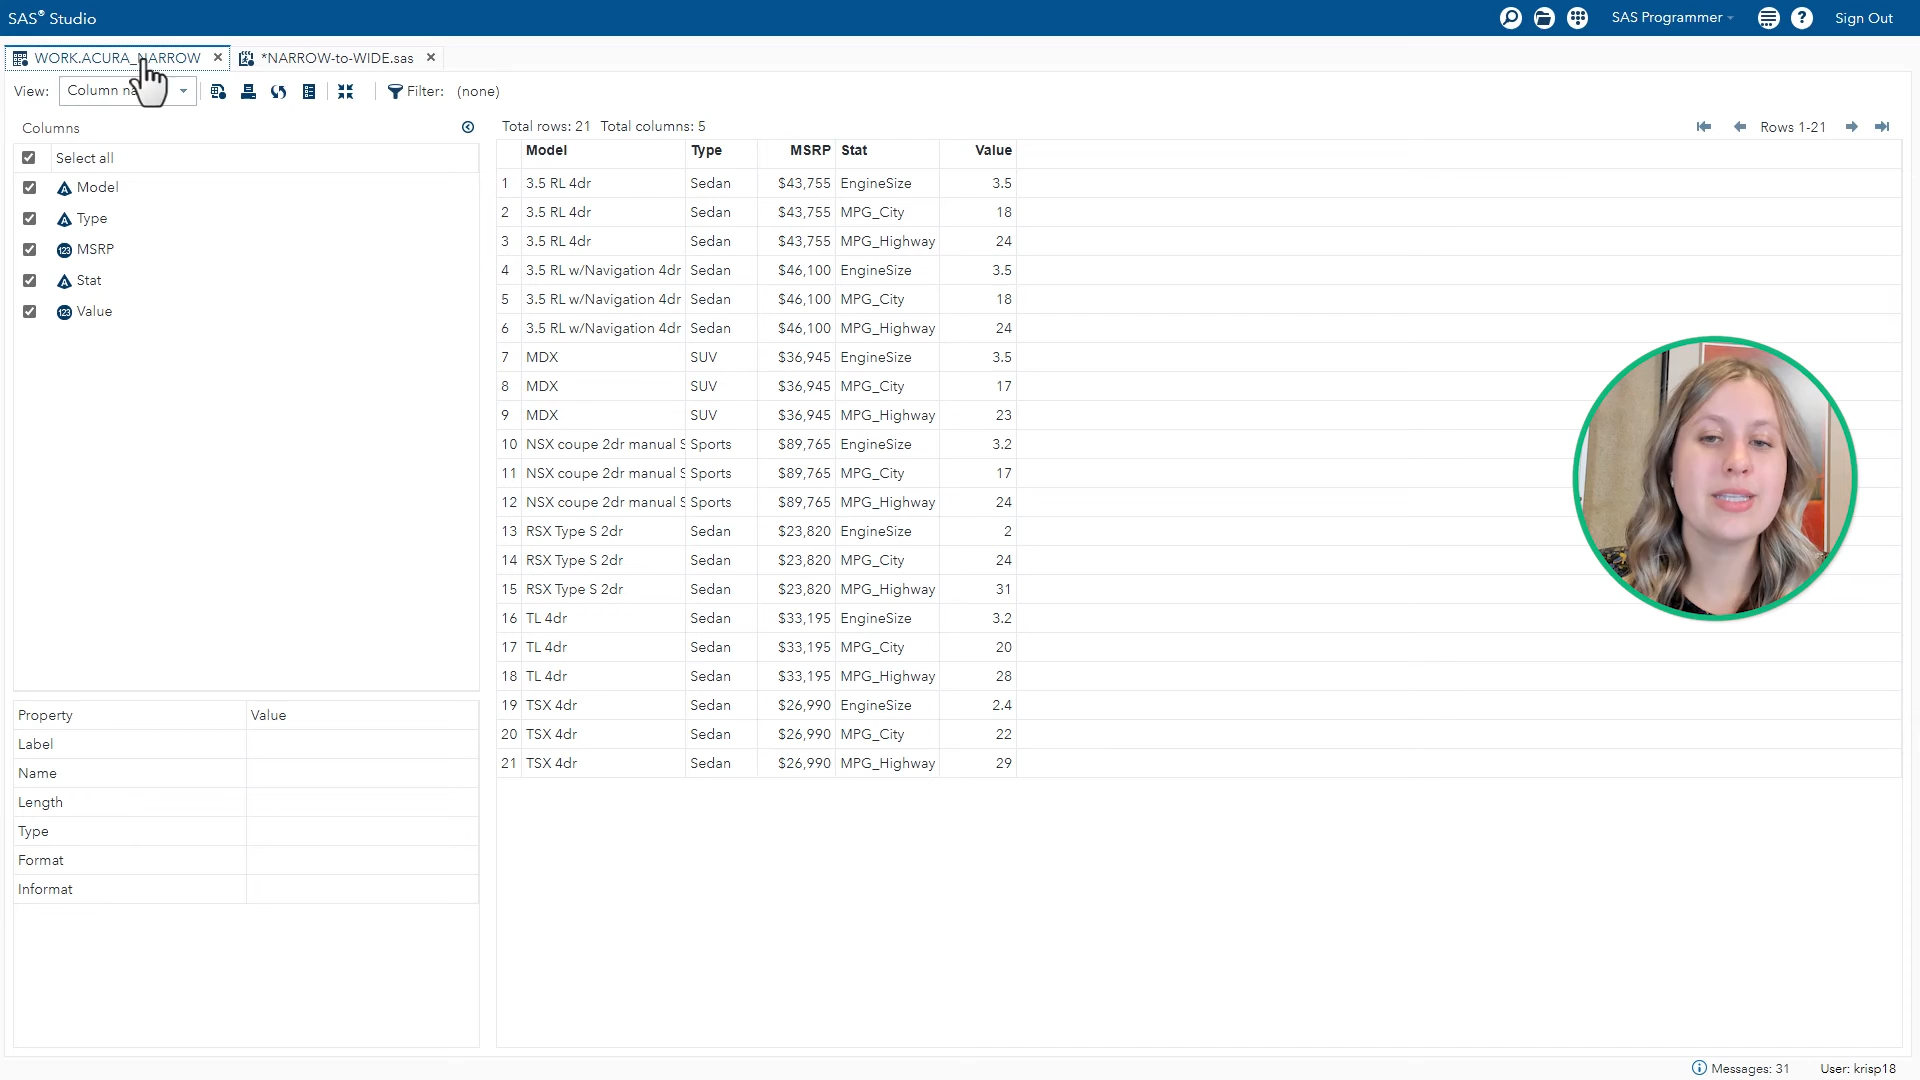 SAS® Studio
SAS Programmer
Sign Out
WORK.ACURA_NARROW
*NARROW-to-WIDE.sas
View:
Column na
Filter: (none)
Columns
Total rows: 21 Total columns: 5
Rows 1-21
Select all
Model
Type
MSRP
Stat
Value
Model Type MSRP Stat Value
1 3.5 RL 4dr Sedan $43,755 EngineSize 3.5
2 3.5 RL 4dr Sedan $43,755 MPG_City 18
3 3.5 RL 4dr Sedan $43,755 MPG_Highway 24
4 3.5 RL w/Navigation 4dr Sedan $46,100 EngineSize 3.5
5 3.5 RL w/Navigation 4dr Sedan $46,100 MPG_City 18
6 3.5 RL w/Navigation 4dr Sedan $46,100 MPG_Highway 24
7 MDX SUV $36,945 EngineSize 3.5
8 MDX SUV $36,945 MPG_City 17
9 MDX SUV $36,945 MPG_Highway 23
10 NSX coupe 2dr manual S Sports $89,765 EngineSize 3.2
11 NSX coupe 2dr manual S Sports $89,765 MPG_City 17
12 NSX coupe 2dr manual S Sports $89,765 MPG_Highway 24
13 RSX Type S 2dr Sedan $23,820 EngineSize 2
14 RSX Type S 2dr Sedan $23,820 MPG_City 24
15 RSX Type S 2dr Sedan $23,820 MPG_Highway 31
16 TL 4dr Sedan $33,195 EngineSize 3.2
17 TL 4dr Sedan $33,195 MPG_City 20
18 TL 4dr Sedan $33,195 MPG_Highway 28
19 TSX 4dr Sedan $26,990 EngineSize 2.4
20 TSX 4dr Sedan $26,990 MPG_City 22
21 TSX 4dr Sedan $26,990 MPG_Highway 29
Property Value
Label
Name
Length
Type
Format
Informat
Messages: 31
User: krisp18